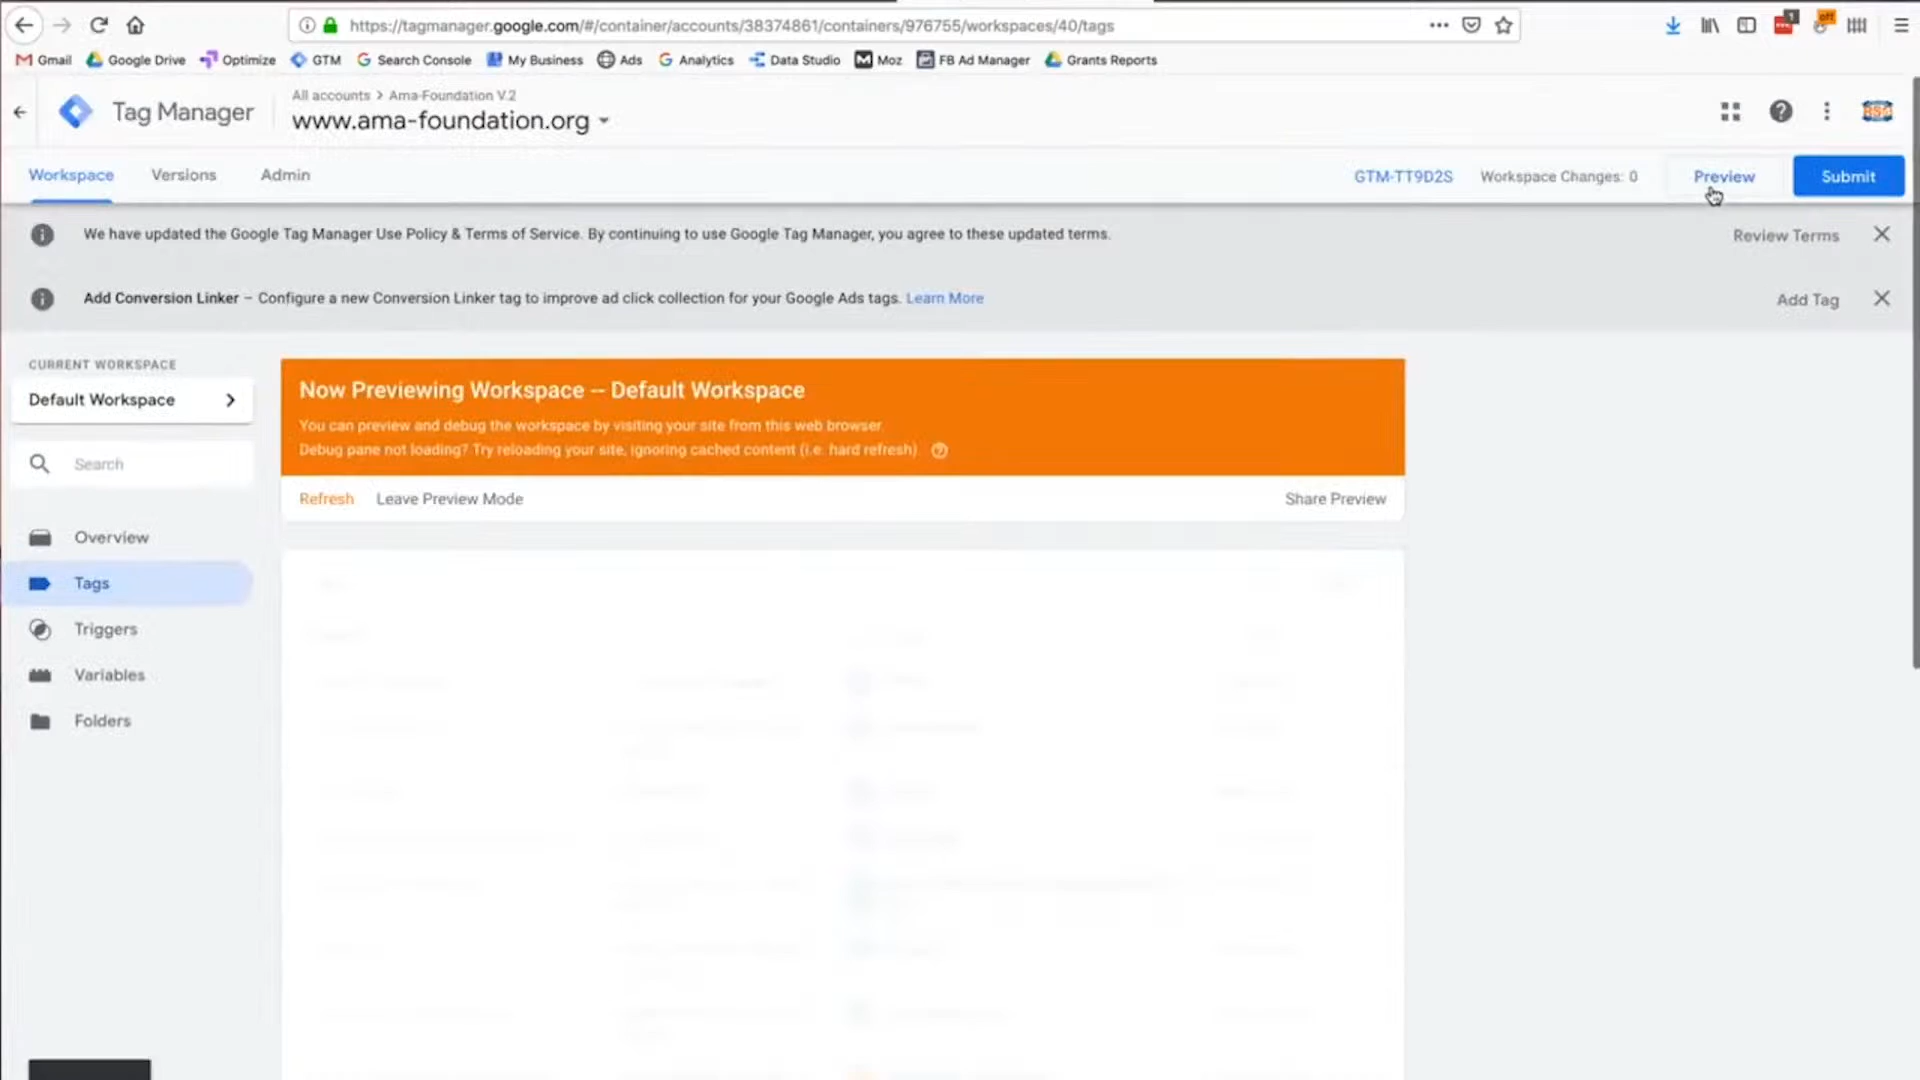 https://tagmanager.google.com/#/container/accounts/38374861/containers/976755/workspaces/40/tags
1 off
Gmail Google Drive Optimize GTM Search Console My Business Ads Analytics Data Studio Moz FB Ad Manager Grants Reports
Tag Manager
All accounts > Ama-Foundation V.2
www.ama-foundation.org
Workspace Versions Admin GTM-TT9D2S Workspace Changes: 0 Preview Submit
We have updated the Google Tag Manager Use Policy & Terms of Service. By continuing to use Google Tag Manager, you agree to these updated terms. Review Terms
Add Conversion Linker – Configure a new Conversion Linker tag to improve ad click collection for your Google Ads tags. Learn More Add Tag
CURRENT WORKSPACE
Default Workspace
Search
Overview
Tags
Triggers
Variables
Folders
Now Previewing Workspace – Default Workspace
You can preview and debug the workspace by visiting your site from this web browser.
Debug pane not loading? Try reloading your site, ignoring cached content (i.e. hard refresh).
Refresh Leave Preview Mode Share Preview